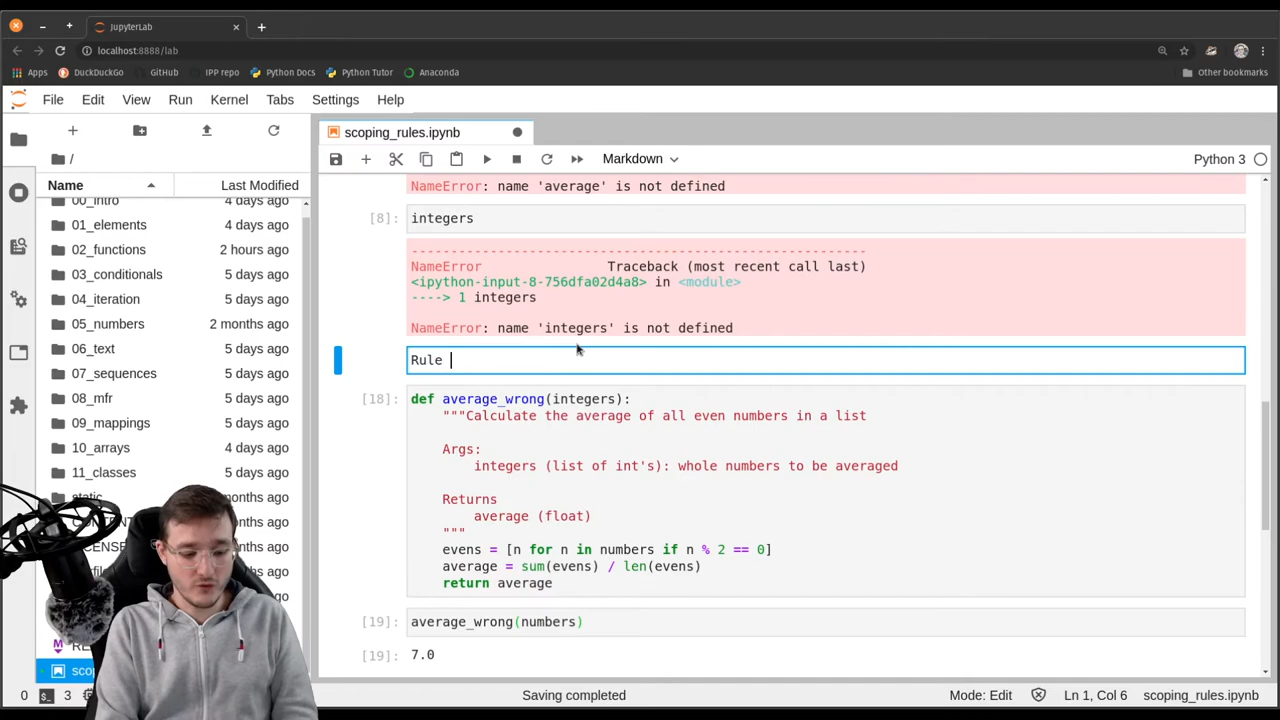 JupyterLab
localhost:8888/lab
Apps DuckDuckGo GitHub IPP repo Python Docs Python Tutor Anaconda Other bookmarks
File Edit View Run Kernel Tabs Settings Help
scoping_rules.ipynb
Markdown Python 3
/
Name Last Modified
00_intro 4 days ago
01_elements 4 days ago
02_functions 2 hours ago
03_conditionals 5 days ago
04_iteration 5 days ago
05_numbers 2 months ago
06_text 5 days ago
07_sequences 5 days ago
08_mfr 5 days ago
09_mappings 5 days ago
10_arrays 4 days ago
11_classes 5 days ago
static months ago
months ago
days ago
NameError: name 'average' is not defined
[8]: integers
---------------------------------------------------------
NameError Traceback (most recent call last)
<ipython-input-8-756dfa02d4a8> in <module>
----> 1 integers
NameError: name 'integers' is not defined
Rule
[18]: def average_wrong(integers):
"""Calculate the average of all even numbers in a list
Args:
integers (list of int's): whole numbers to be averaged
Returns
average (float)
"""
evens = [n for n in numbers if n % 2 == 0]
average = sum(evens) / len(evens)
return average
[19]: average_wrong(numbers)
[19]: 7.0
0 3 Saving completed Mode: Edit Ln 1, Col 6 scoping_rules.ipynb